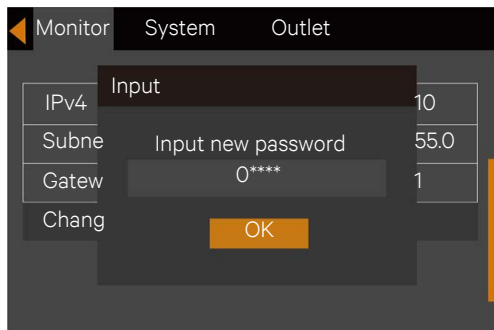 Monitor System Outlet
Input
IPv4 10
Subne Input new password 55.0
Gatew 0**** 1
Chang OK